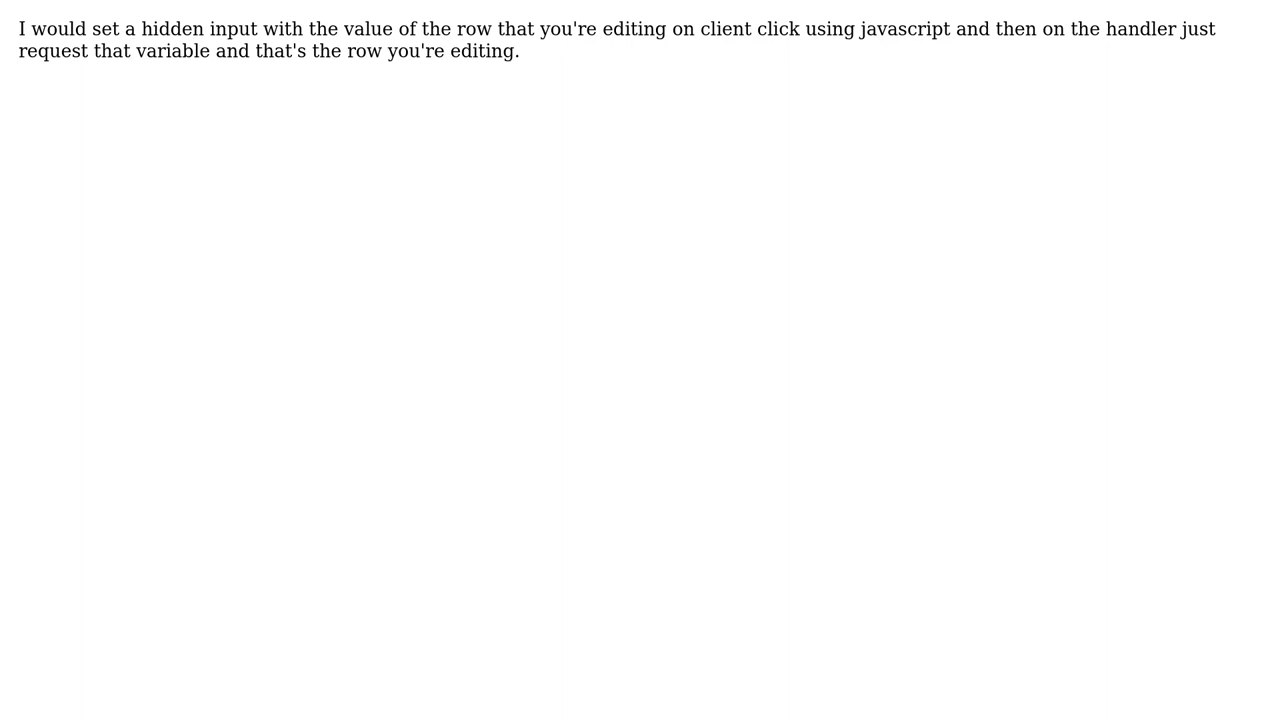 I would set a hidden input with the value of the row that you're editing on client click using javascript and then on the handler just
request that variable and that's the row you're editing.